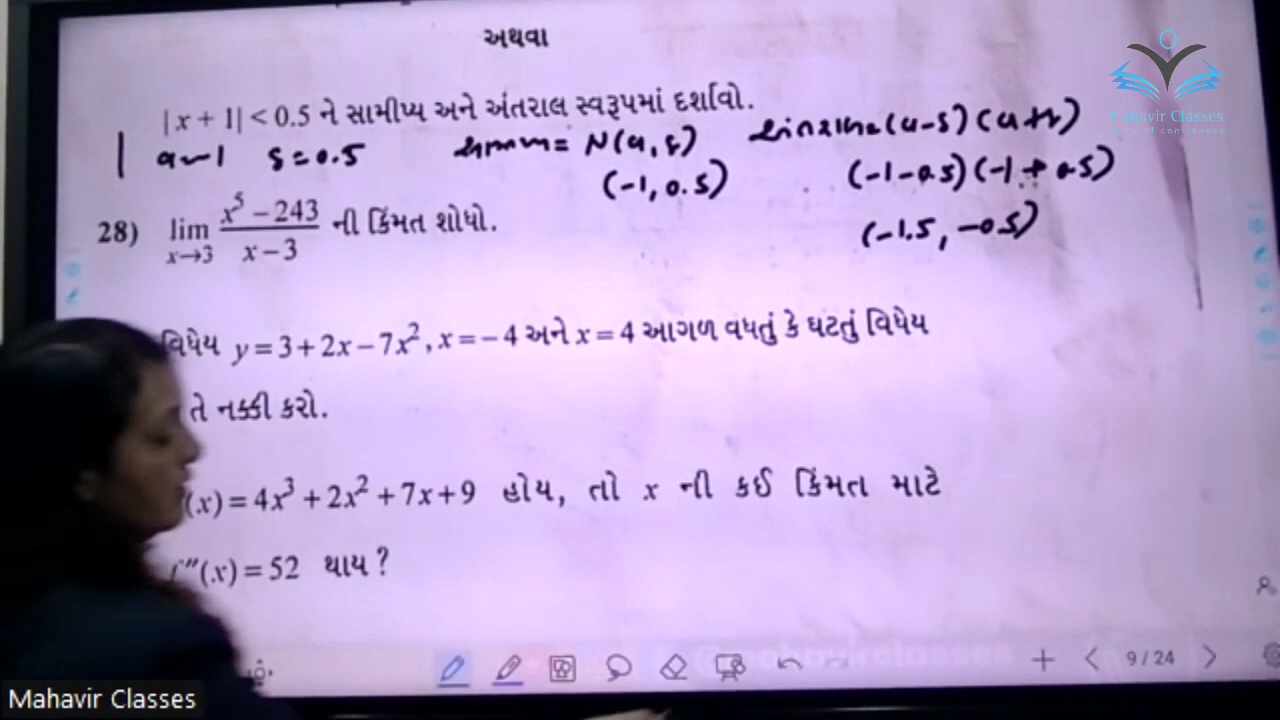 અથવા
|x + 1| < 0.5 ને સામીપ્ય અને અંતરાલ સ્વરૂપમાં દર્શાવો.
a = -1 δ = 0.5
= N(a, δ)
(a-δ) (a+δ)
(-1, 0.5)
(-1-0.5) (-1+0.5)
(-1.5, -0.5)
28) lim x→3 x⁵ - 243 / x - 3 ની કિંમત શોધો.
વિધેય y = 3 + 2x - 7x², x = - 4 અને x = 4 આગળ વધતું કે ઘટતું વિધેય
તે નક્કી કરો.
(x) = 4x³ + 2x² + 7x + 9 હોય, તો x ની કઈ કિંમત માટે
f"(x) = 52 થાય ?
Mahavir Classes
9/24
Mahavir Classes